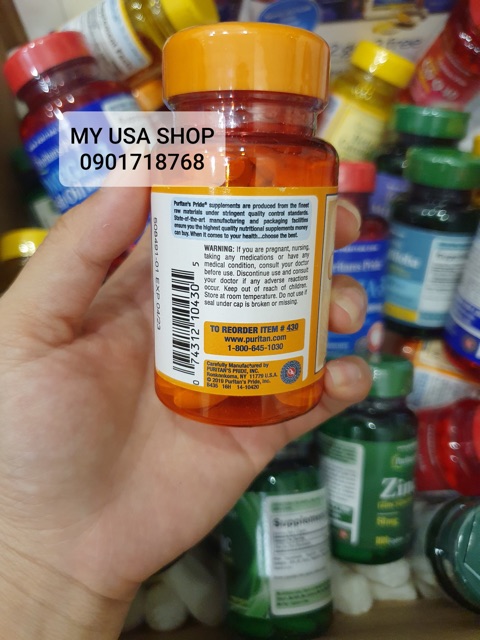 MY USA SHOP
0901718768
Puritan's Pride® supplements are produced from the finest
raw materials under stringent quality control standards.
State-of-the-art manufacturing and packaging facilities
ensure you the highest quality nutritional supplements money
can buy. When it comes to your health...choose the best.
WARNING: If you are pregnant, nursing,
taking any medications or have any
medical condition, consult your doctor
before use. Discontinue use and consult
your doctor if any adverse reactions
occur. Keep out of reach of children.
Store at room temperature. Do not use if
seal under cap is broken or missing.
TO REORDER ITEM # 430
www.puritan.com
1-800-645-1030
Carefully Manufactured by
PURITAN'S PRIDE, INC.
Ronkonkoma, NY 11779 U.S.A.
© 2019 Puritan's Pride, Inc.
0 74312 10430 5
EXP 04/23
Zin